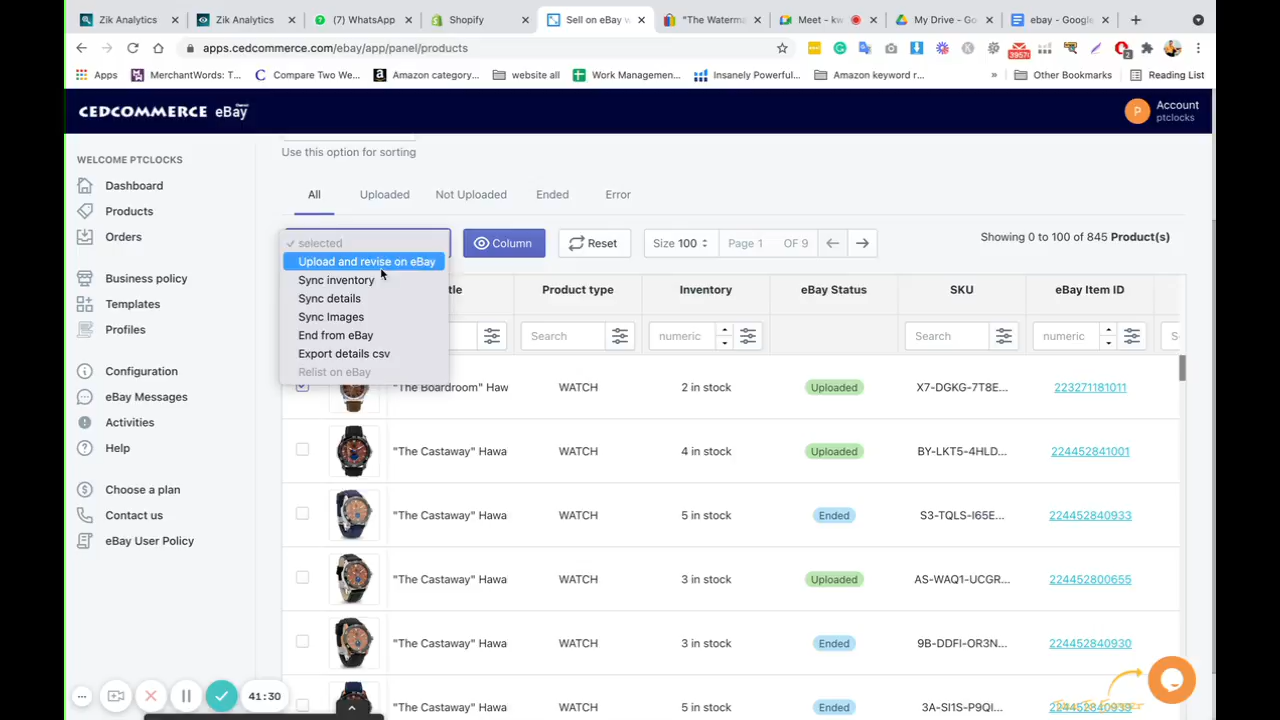 Zik Analytics
Zik Analytics
(7) WhatsApp
Shopify
Sell on eBay w
"The Waterma
Meet - kw
My Drive - Go
ebay - Google
apps.cedcommerce.com/ebay/app/panel/products
Apps
MerchantWords: T...
Compare Two We...
Amazon category...
website all
Work Managemen...
Insanely Powerful...
Amazon keyword r...
»
Other Bookmarks
Reading List
CEDCOMMERCE eBay
Account
ptclocks
WELCOME PTCLOCKS
Dashboard
Products
Orders
Business policy
Templates
Profiles
Configuration
eBay Messages
Activities
Help
Choose a plan
Contact us
eBay User Policy
Use this option for sorting
All
Uploaded
Not Uploaded
Ended
Error
selected
Upload and revise on eBay
Sync inventory
Sync details
Sync Images
End from eBay
Export details csv
Relist on eBay
Column
Reset
Size 100
Page 1 OF 9
Showing 0 to 100 of 845 Product(s)
tle
Product type
Inventory
eBay Status
SKU
eBay Item ID
Search
numeric
Search
numeric
"The Boardroom" Haw
WATCH
2 in stock
Uploaded
X7-DGKG-7T8E...
223271181011
"The Castaway" Hawa
WATCH
4 in stock
Uploaded
BY-LKT5-4HLD...
224452841001
"The Castaway" Hawa
WATCH
5 in stock
Ended
S3-TQLS-I65E...
224452840933
"The Castaway" Hawa
WATCH
3 in stock
Uploaded
AS-WAQ1-UCGR...
224452800655
"The Castaway" Hawa
WATCH
3 in stock
Ended
9B-DDFI-OR3N...
224452840930
"The Castaway" Hawa
WATCH
5 in stock
Ended
3A-SI1S-P9QI...
224452840939
41:30